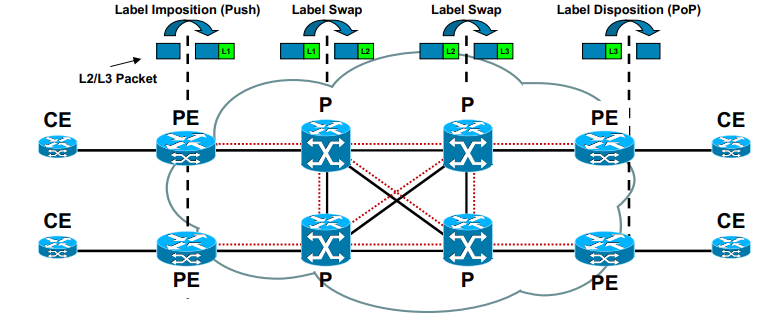 Label Imposition (Push)
Label Swap
Label Swap
Label Disposition (PoP)
L1
L1
L2
L2
L3
L3
L2/L3 Packet
CE
PE
P
P
PE
CE
CE
PE
P
P
PE
CE